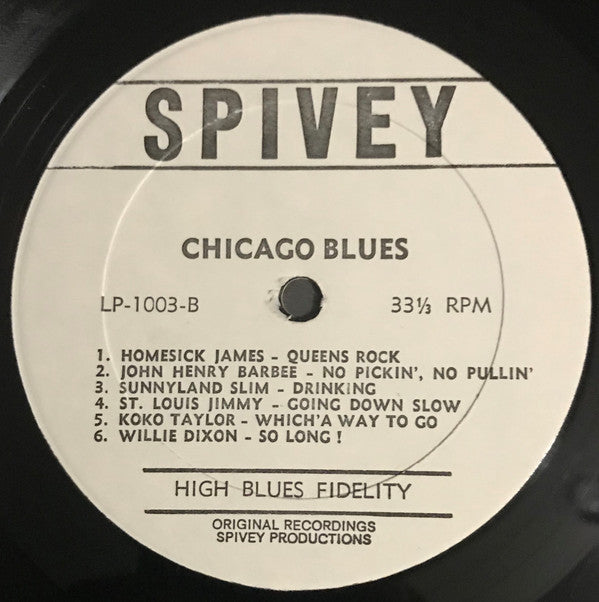 SPIVEY
CHICAGO BLUES
LP-1003-B 33⅓ RPM
1. HOMESICK JAMES - QUEENS ROCK
2. JOHN HENRY BARBEE - NO PICKIN', NO PULLIN'
3. SUNNYLAND SLIM - DRINKING
4. ST. LOUIS JIMMY - GOING DOWN SLOW
5. KOKO TAYLOR - WHICH'A WAY TO GO
6. WILLIE DIXON - SO LONG !
HIGH BLUES FIDELITY
ORIGINAL RECORDINGS
SPIVEY PRODUCTIONS